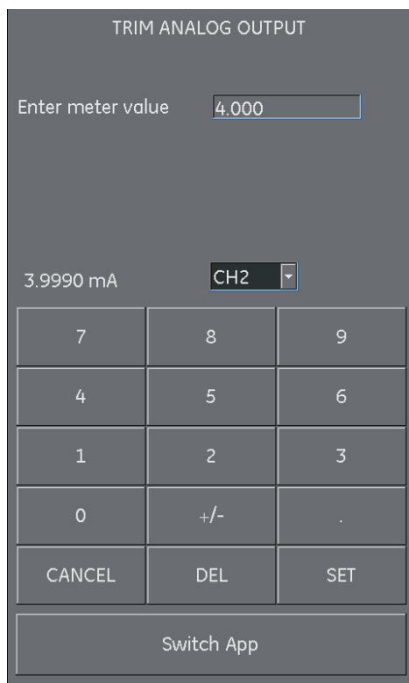 TRIM ANALOG OUTPUT
Enter meter value 4.000
3.9990 mA CH2
7 8 9
4 5 6
1 2 3
0 +/- .
CANCEL DEL SET
Switch App